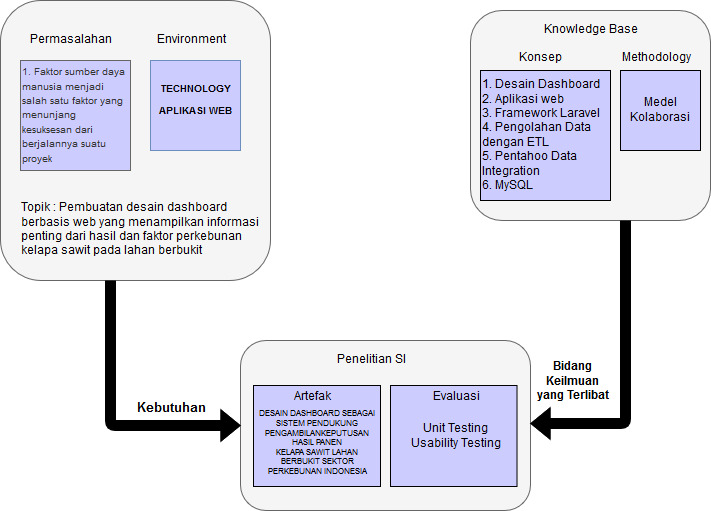 Permasalahan
Environment
1. Faktor sumber daya
manusia menjadi
salah satu faktor yang
menunjang
kesuksesan dari
berjalannya suatu
proyek
TECHNOLOGY
APLIKASI WEB
Topik : Pembuatan desain dashboard
berbasis web yang menampilkan informasi
penting dari hasil dan faktor perkebunan
kelapa sawit pada lahan berbukit
Knowledge Base
Konsep
Methodology
1. Desain Dashboard
2. Aplikasi web
3. Framework Laravel
4. Pengolahan Data
dengan ETL
5. Pentahoo Data
Integration
6. MySQL
Medel
Kolaborasi
Kebutuhan
Bidang
Keilmuan
yang Terlibat
Penelitian SI
Artefak
DESAIN DASHBOARD SEBAGAI
SISTEM PENDUKUNG
PENGAMBILANKEPUTUSAN
HASIL PANEN
KELAPA SAWIT LAHAN
BERBUKIT SEKTOR
PERKEBUNAN INDONESIA
Evaluasi
Unit Testing
Usability Testing